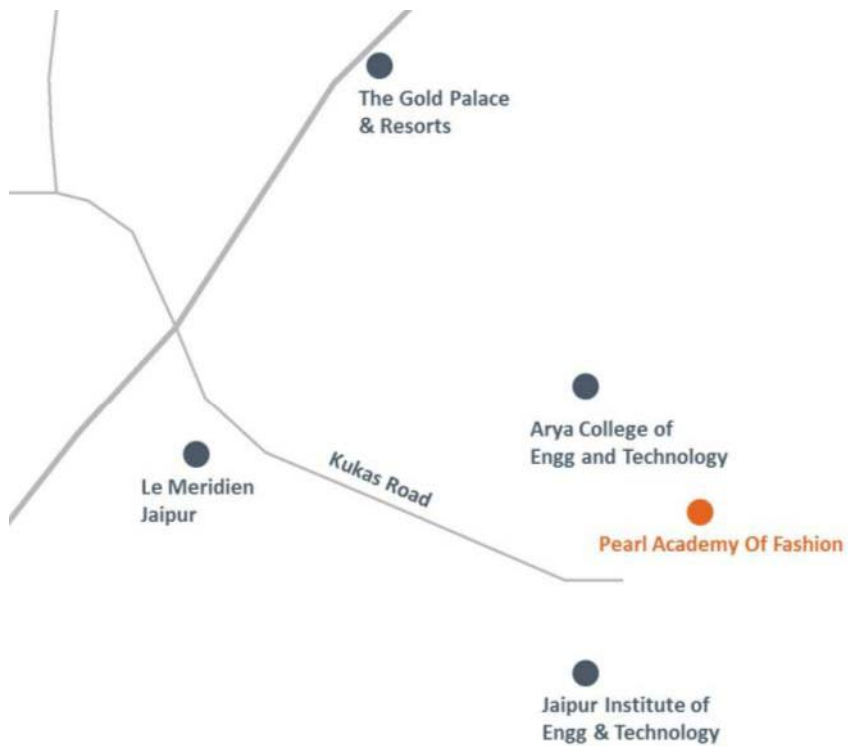 The Gold Palace
& Resorts
Arya College of
Engg and Technology
Kukas Road
Le Meridien
Jaipur
Pearl Academy Of Fashion
Jaipur Institute of
Engg & Technology